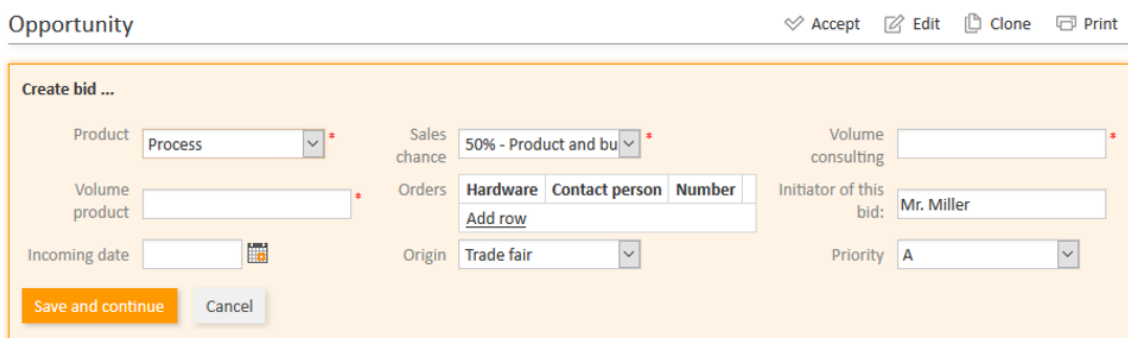 Opportunity
Accept Edit Clone Print
Create bid ...
Product Process * Sales chance 50% - Product and bu * Volume consulting *
Volume product * Orders Hardware Contact person Number Initiator of this bid: Mr. Miller
Add row
Incoming date Origin Trade fair Priority A
Save and continue Cancel